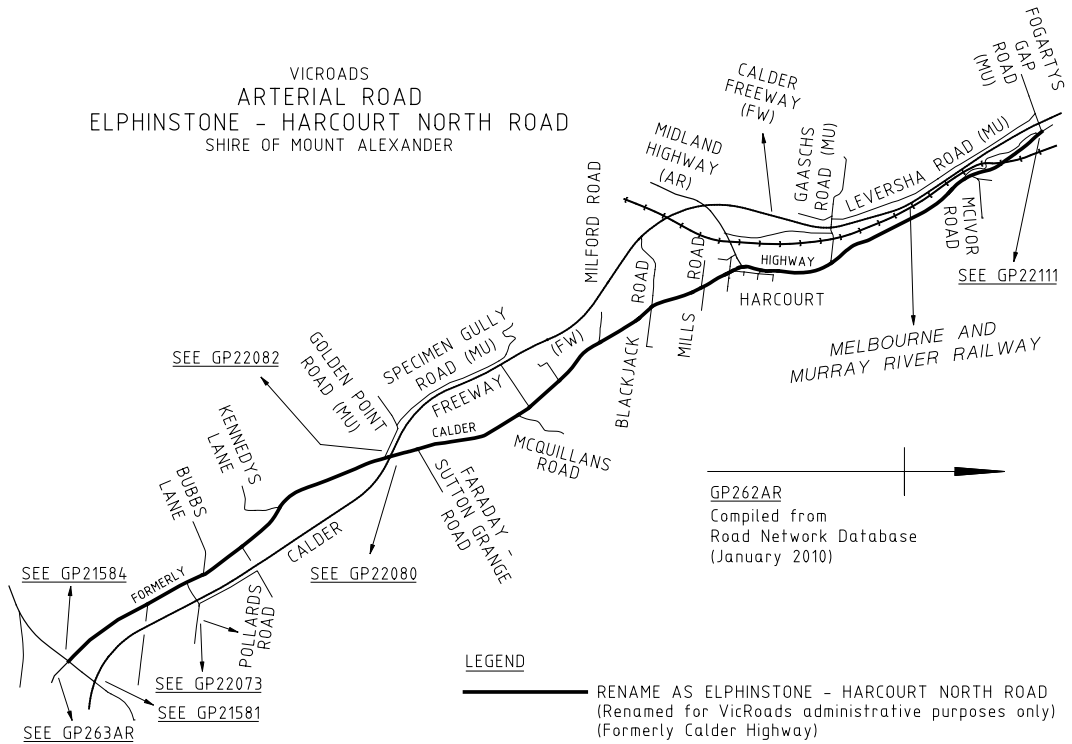 VICROADS
ARTERIAL ROAD
ELPHINSTONE - HARCOURT NORTH ROAD
SHIRE OF MOUNT ALEXANDER
FOGARTYS
GAP
ROAD
(MU)
CALDER
FREEWAY
(FW)
MIDLAND
HIGHWAY
(AR)
GAASCHS
ROAD (MU)
LEVERSHA ROAD (MU)
MCIVOR
ROAD
SEE GP22111
MILFORD ROAD
BLACKJACK ROAD
MILLS ROAD
HIGHWAY
HARCOURT
MELBOURNE AND
MURRAY RIVER RAILWAY
SEE GP22082
GOLDEN POINT
ROAD (MU)
SPECIMEN GULLY
ROAD (MU)
FREEWAY (FW)
CALDER
MCQUILLANS
ROAD
KENNEDYS
LANE
BUBBS
LANE
FARADAY -
SUTTON GRANGE
ROAD
CALDER
SEE GP22080
FORMERLY
SEE GP21584
POLLARDS
ROAD
SEE GP22073
SEE GP21581
SEE GP263AR
GP262AR
Compiled from
Road Network Database
(January 2010)
LEGEND
RENAME AS ELPHINSTONE - HARCOURT NORTH ROAD
(Renamed for VicRoads administrative purposes only)
(Formerly Calder Highway)